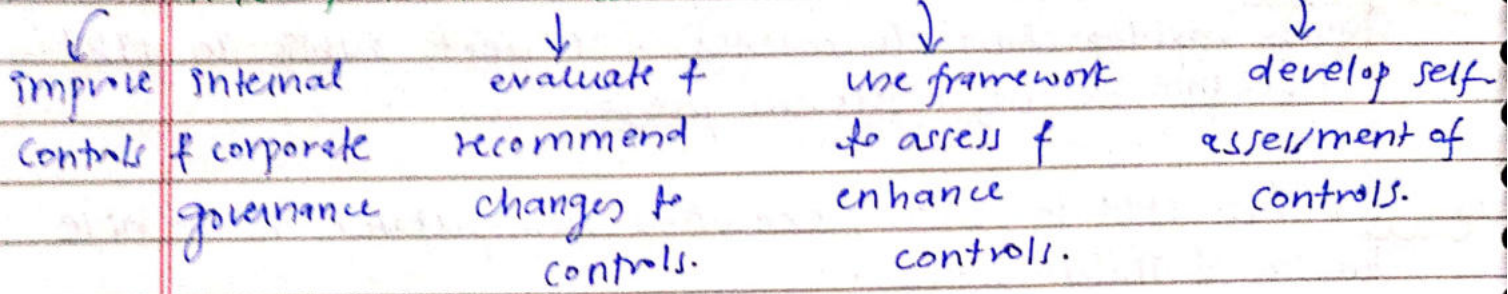 improve internal evaluate & use framework develop self
controls & corporate recommend to assess & assessment of
governance changes to enhance controls.
controls. controls.